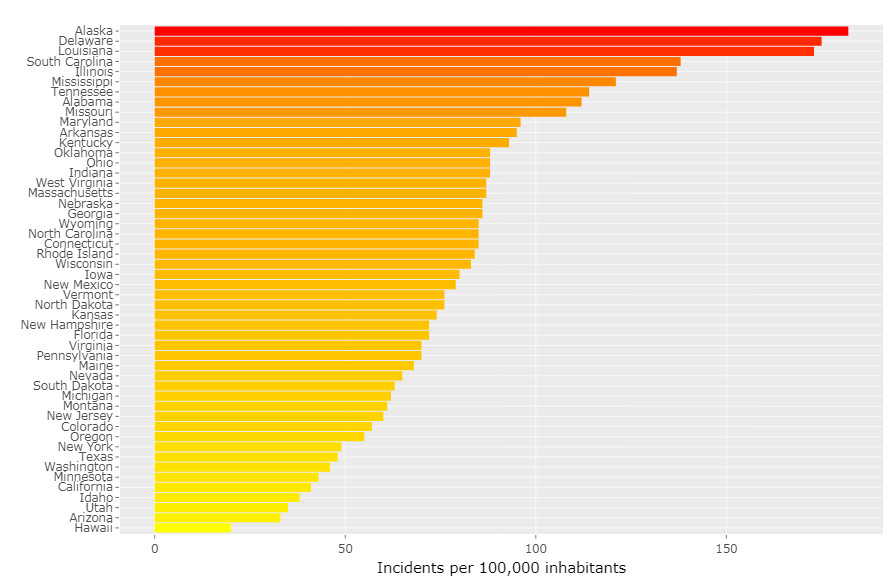 Alaska
Delaware
Louisiana
South Carolina
Illinois
Mississippi
Tennessee
Alabama
Missouri
Maryland
Arkansas
Kentucky
Oklahoma
Ohio
Indiana
West Virginia
Massachusetts
Nebraska
Georgia
Wyoming
North Carolina
Connecticut
Rhode Island
Wisconsin
Iowa
New Mexico
Vermont
North Dakota
Kansas
New Hampshire
Florida
Virginia
Pennsylvania
Maine
Nevada
South Dakota
Michigan
Montana
New Jersey
Colorado
Oregon
New York
Texas
Washington
Minnesota
California
Idaho
Utah
Arizona
Hawaii
0 50 100 150
Incidents per 100,000 inhabitants